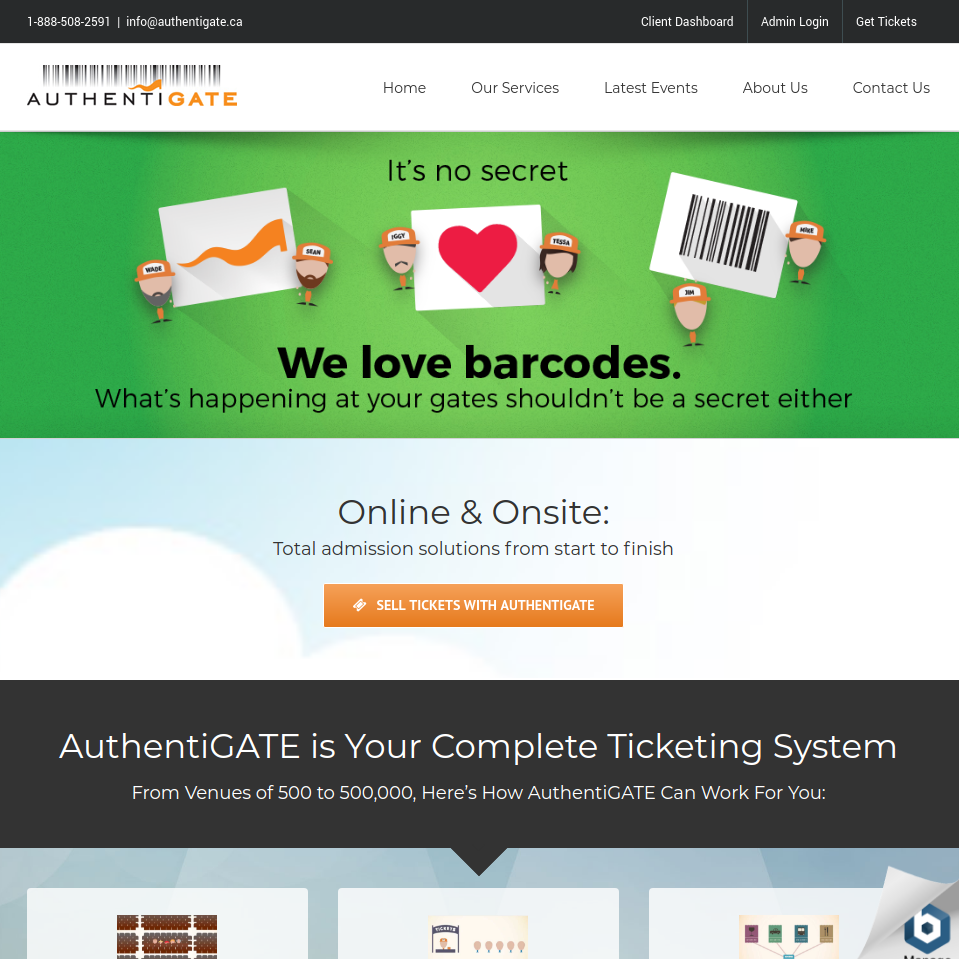 1-888-508-2591 | info@authentigate.ca
Client Dashboard
Admin Login
Get Tickets
AUTHENTIGATE
Home
Our Services
Latest Events
About Us
Contact Us
It's no secret
WADE
SEAN
IGGY
TESSA
MIKE
JIM
We love barcodes.
What's happening at your gates shouldn't be a secret either
Online & Onsite:
Total admission solutions from start to finish
SELL TICKETS WITH AUTHENTIGATE
AuthentiGATE is Your Complete Ticketing System
From Venues of 500 to 500,000, Here's How AuthentiGATE Can Work For You:
TICKETS